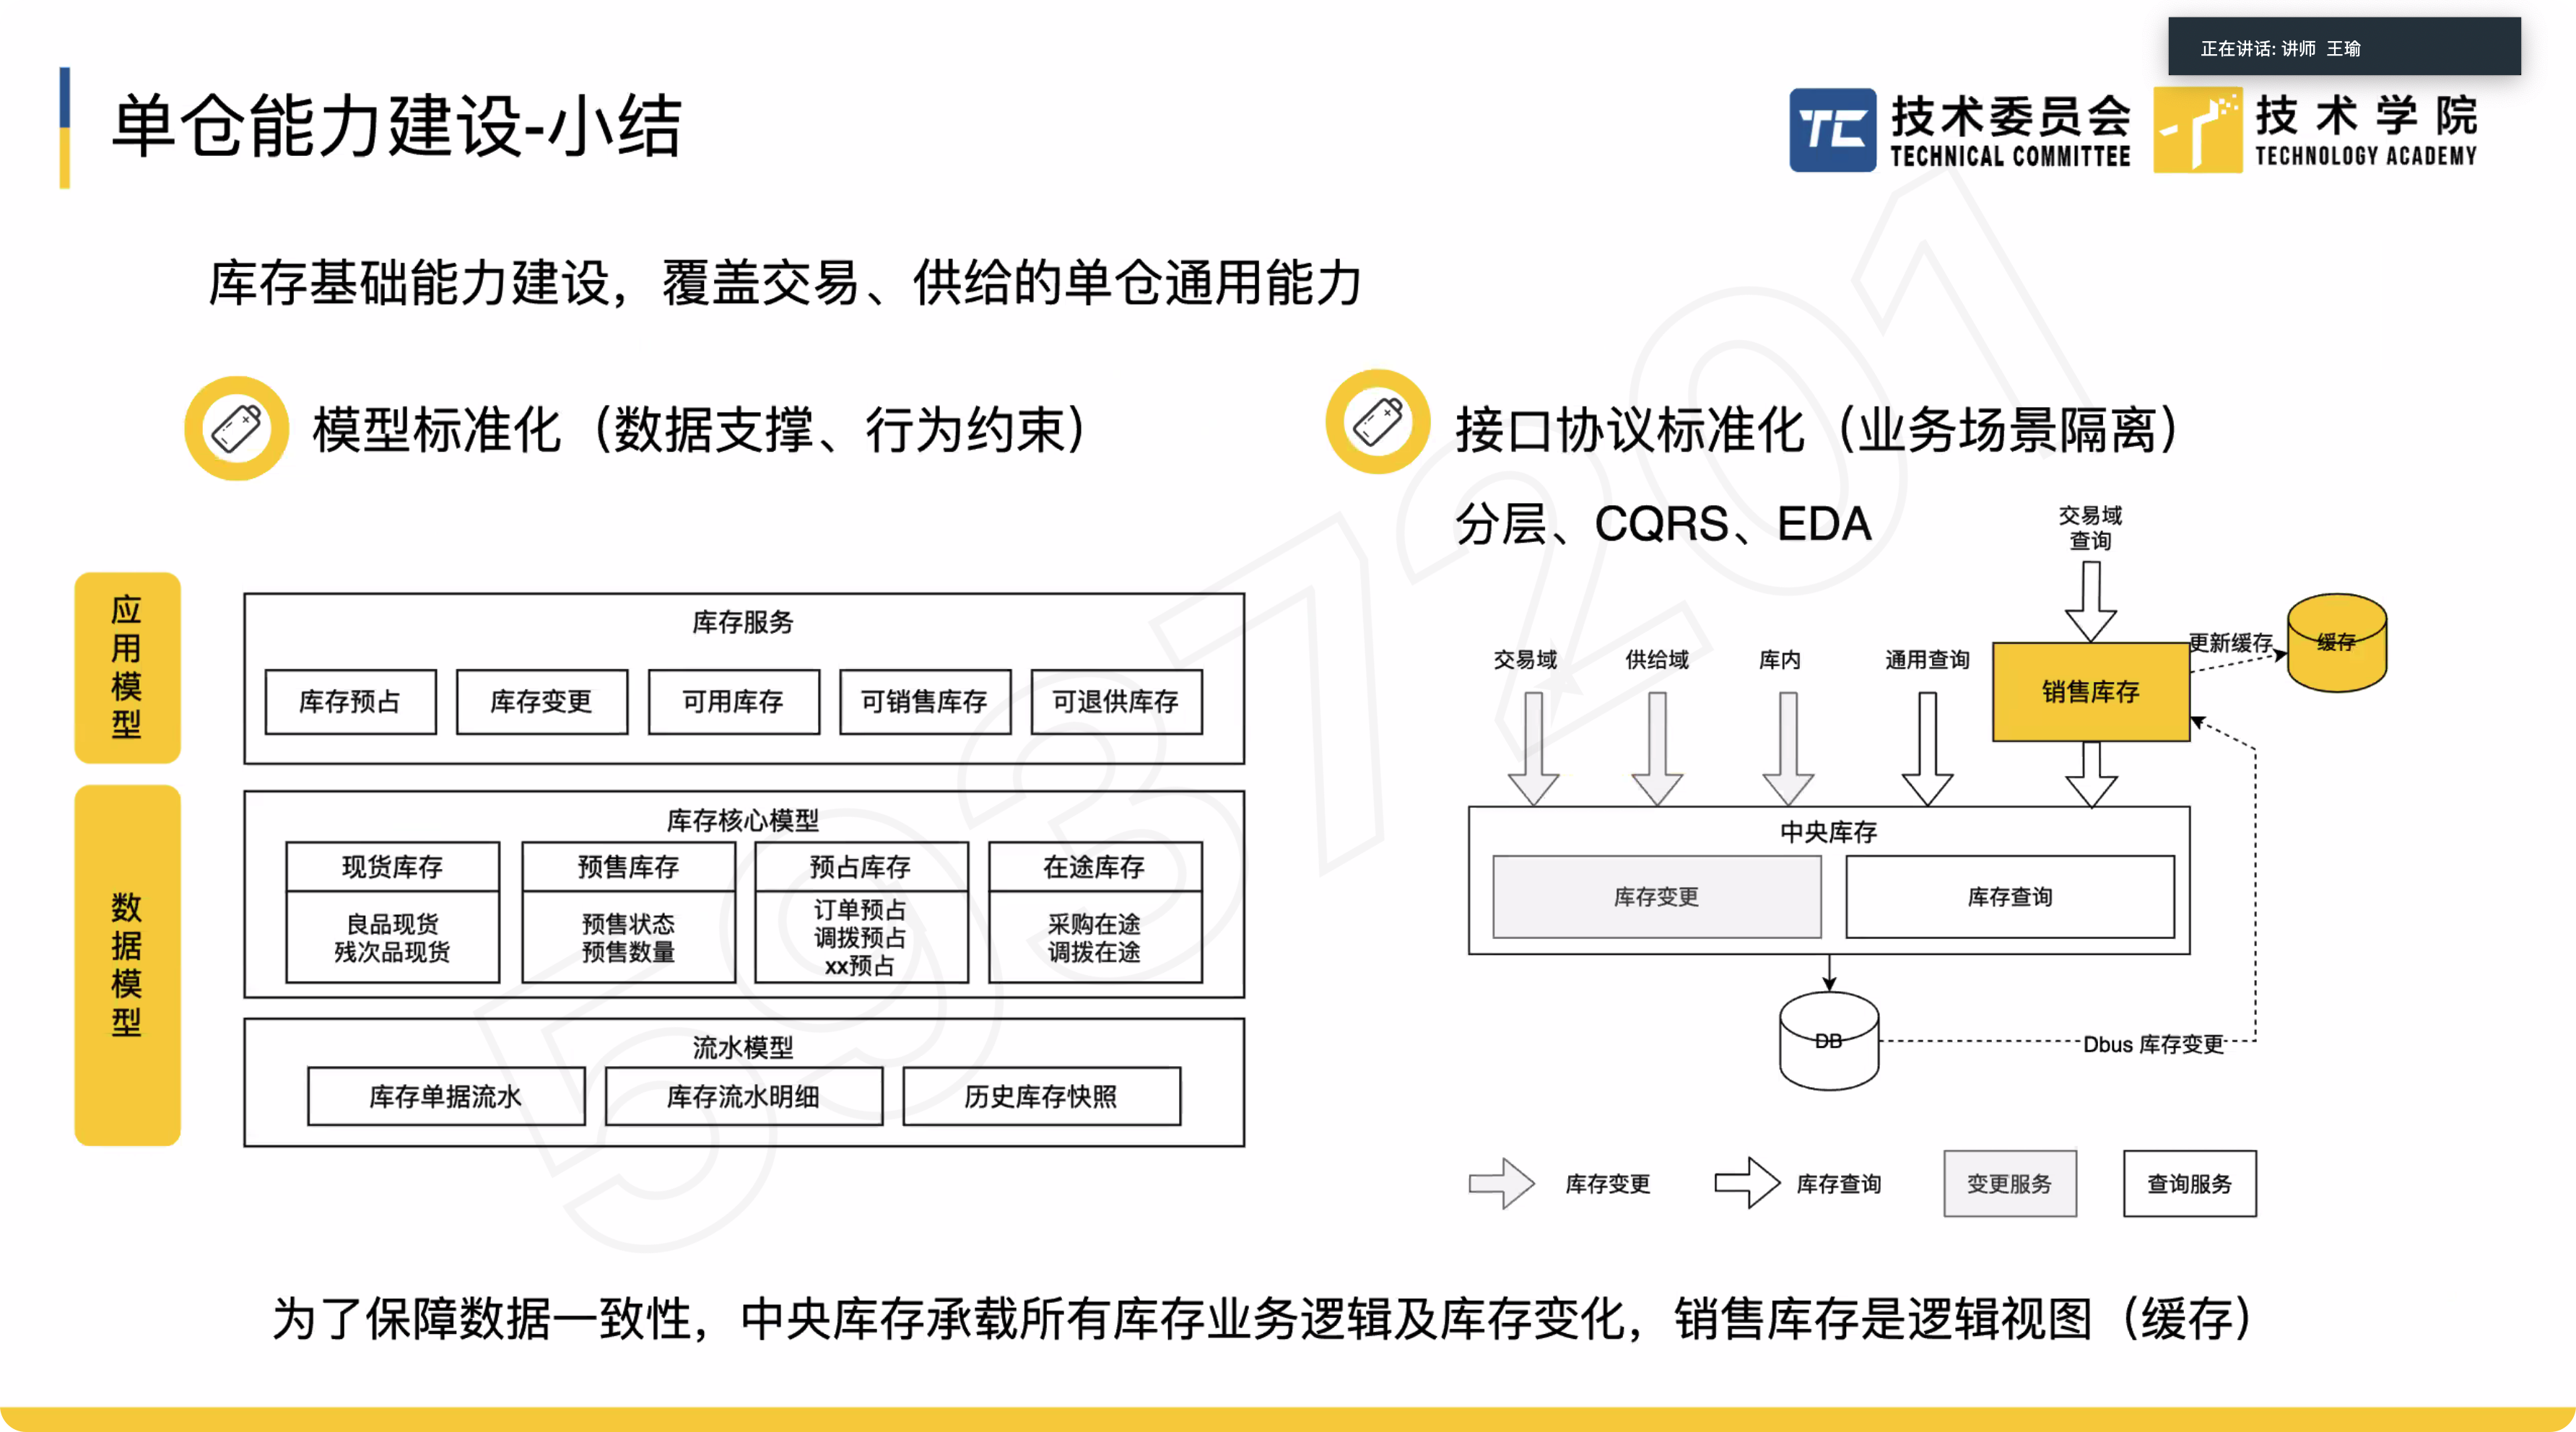 正在讲话: 讲师 王瑜
单仓能力建设-小结
TC
技术委员会
TECHNICAL COMMITTEE
技术学院
TECHNOLOGY ACADEMY
库存基础能力建设，覆盖交易、供给的单仓通用能力
模型标准化（数据支撑、行为约束）
应用模型
库存服务
库存预占
库存变更
可用库存
可销售库存
可退供库存
数据模型
库存核心模型
现货库存
良品现货
残次品现货
预售库存
预售状态
预售数量
预占库存
订单预占
调拨预占
xx预占
在途库存
采购在途
调拨在途
流水模型
库存单据流水
库存流水明细
历史库存快照
接口协议标准化（业务场景隔离）
分层、CQRS、EDA
交易域
查询
交易域
供给域
库内
通用查询
销售库存
更新缓存
缓存
中央库存
库存变更
库存查询
DB
Dbus 库存变更
库存变更
库存查询
变更服务
查询服务
为了保障数据一致性，中央库存承载所有库存业务逻辑及库存变化，销售库存是逻辑视图（缓存）
5937201